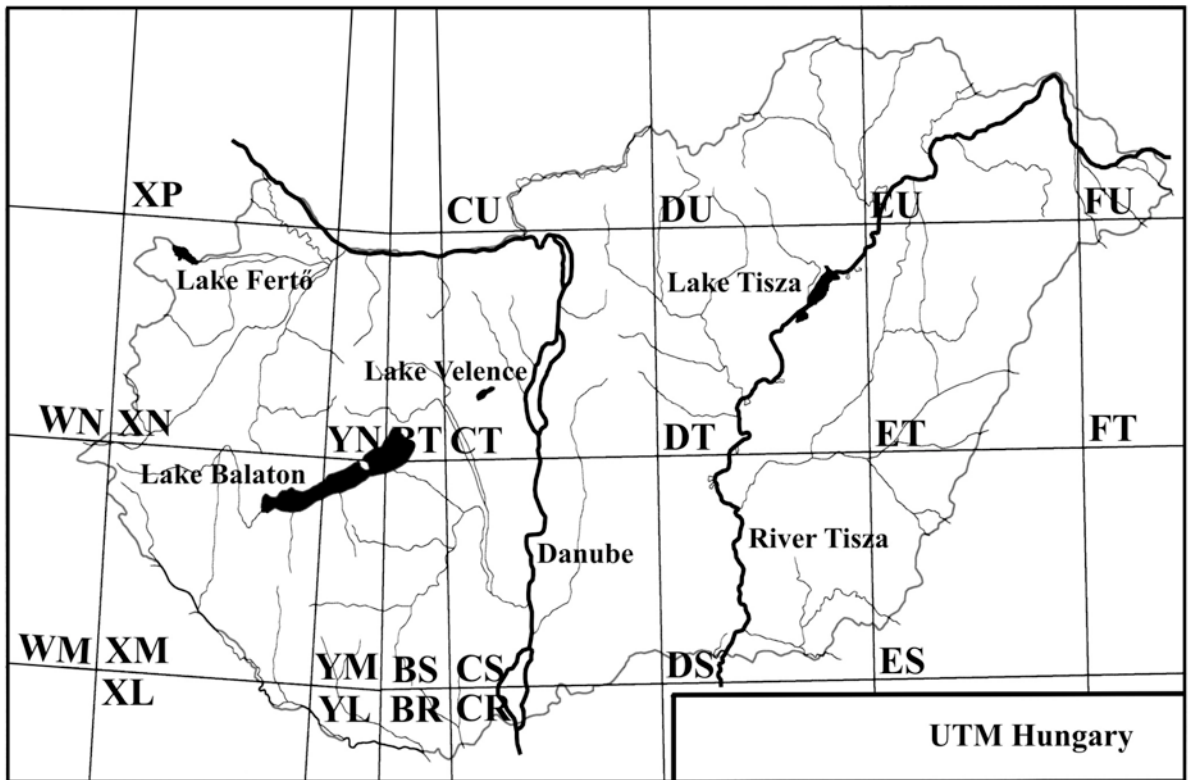 XP
CU
DU
EU
FU
Lake Fertő
Lake Tisza
Lake Velence
WN
XN
YN
BT
CT
DT
ET
FT
Lake Balaton
River Tisza
Danube
WM
XM
YM
BS
CS
DS
ES
XL
YL
BR
CR
UTM Hungary